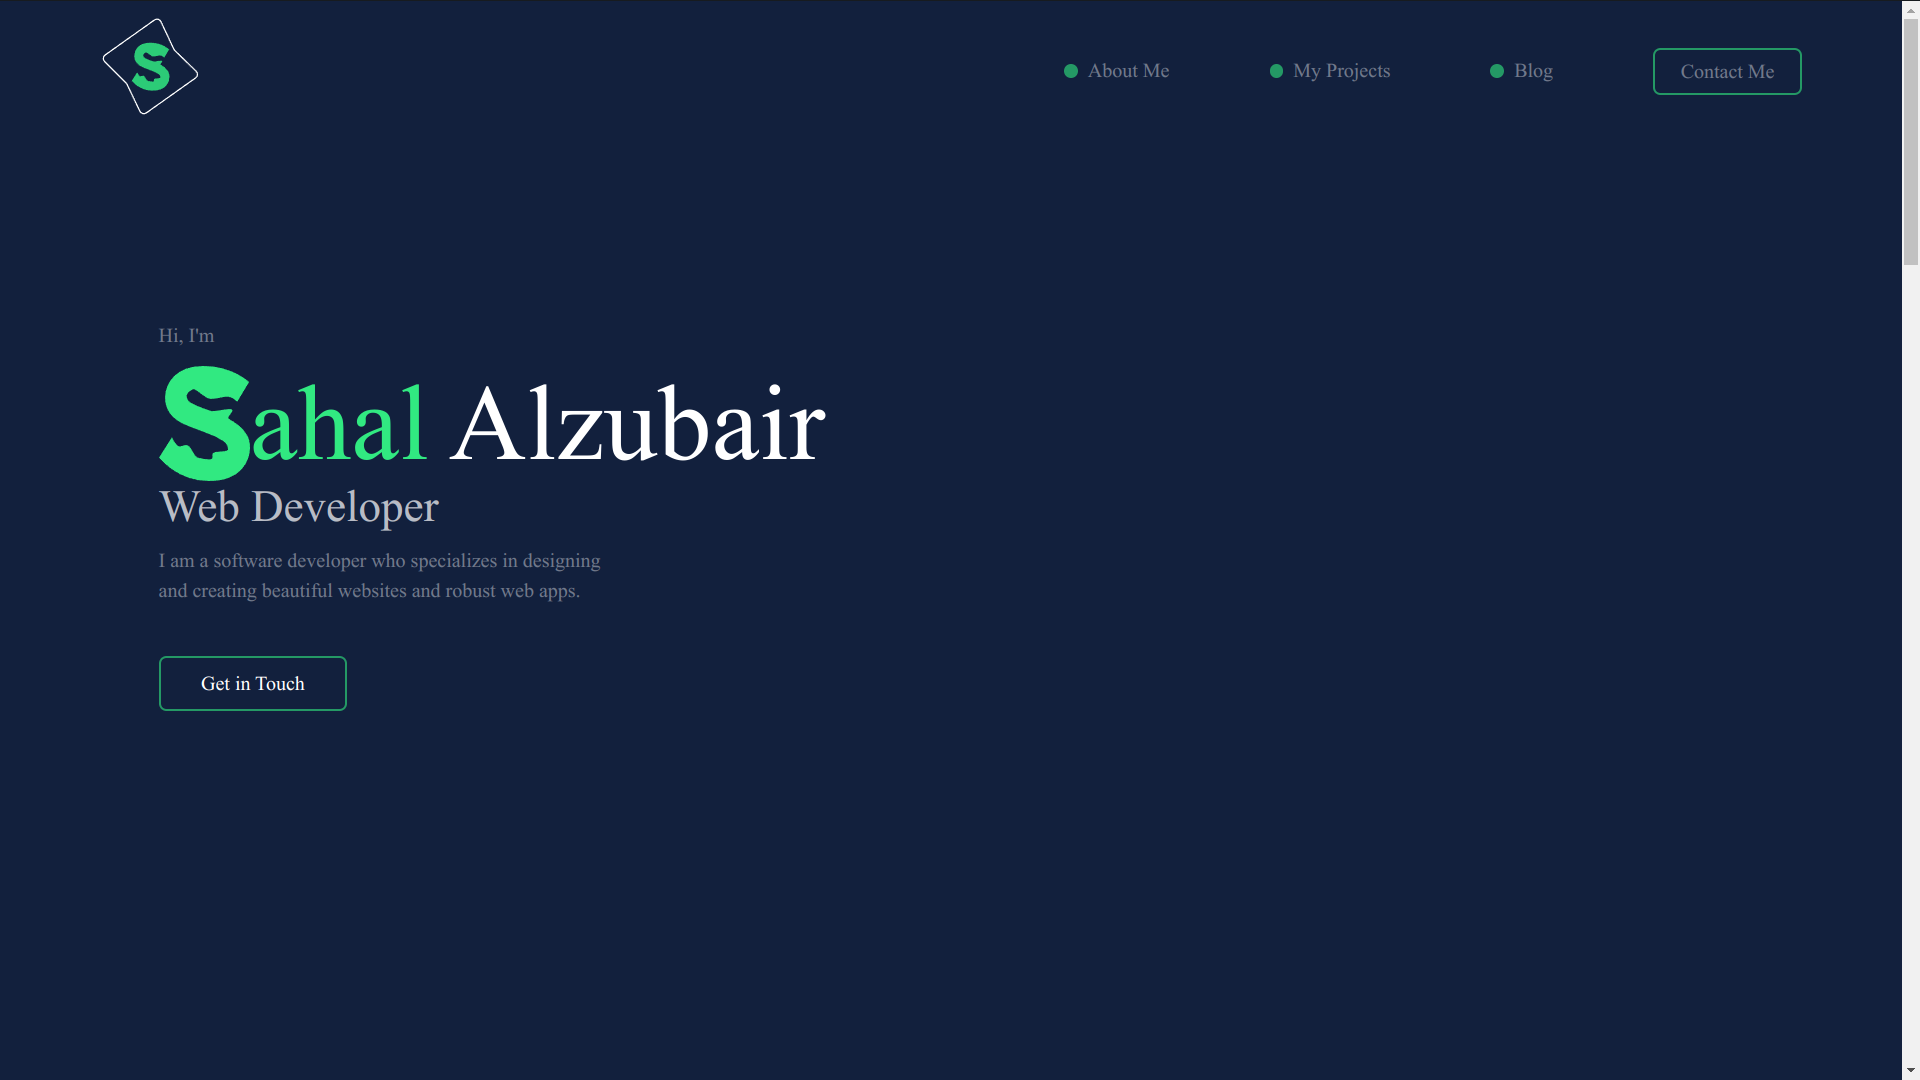 S
About Me
My Projects
Blog
Contact Me
Hi, I'm
Sahal Alzubair
Web Developer
I am a software developer who specializes in designing
and creating beautiful websites and robust web apps.
Get in Touch